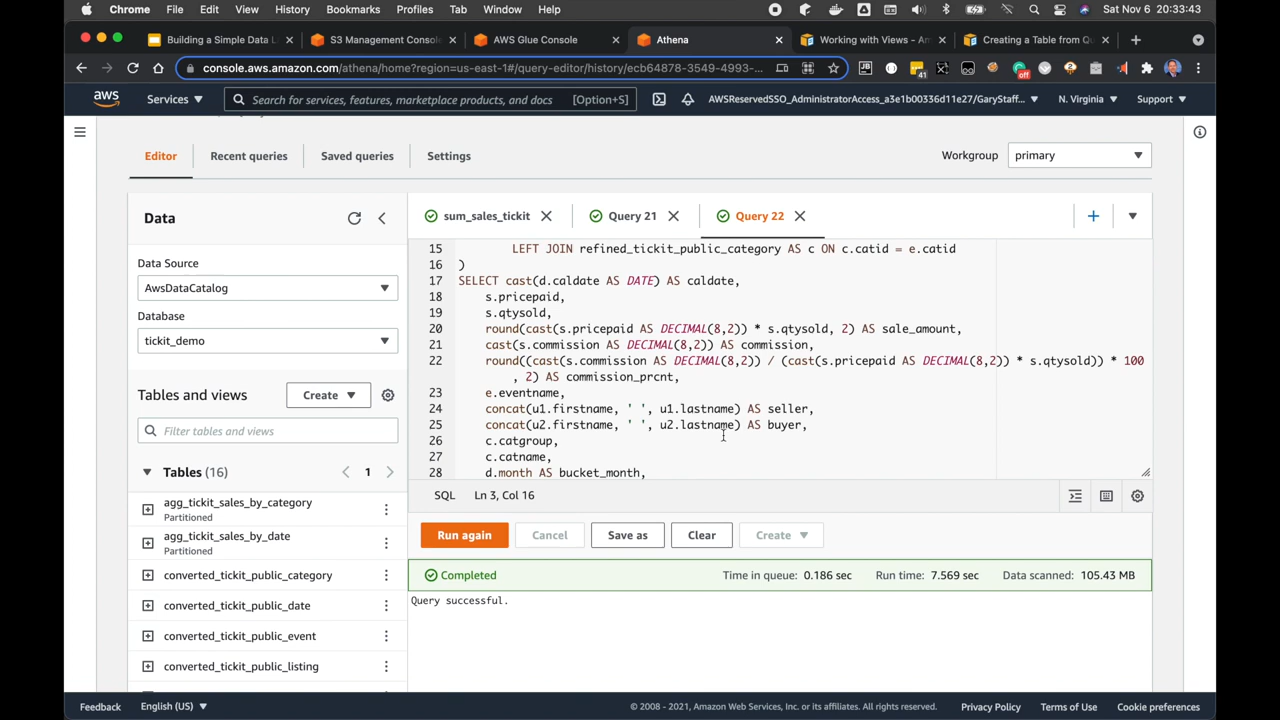 Chrome File Edit View History Bookmarks Profiles Tab Window Help Sat Nov 6 20:33:43
Building a Simple Data L S3 Management Consol AWS Glue Console Athena Working with Views - Am Creating a Table from Qu
console.aws.amazon.com/athena/home?region=us-east-1#/query-editor/history/ecb64878-3549-4993-...
aws Services Search for services, features, marketplace products, and docs [Option+S] AWSReservedSSO_AdministratorAccess_a3e1b00336d11e27/GaryStaff... N. Virginia Support
Editor Recent queries Saved queries Settings Workgroup primary
Data
Data Source
AwsDataCatalog
Database
tickit_demo
Tables and views Create
Filter tables and views
Tables (16) 1
agg_tickit_sales_by_category
Partitioned
agg_tickit_sales_by_date
Partitioned
converted_tickit_public_category
converted_tickit_public_date
converted_tickit_public_event
converted_tickit_public_listing
sum_sales_tickit Query 21 Query 22
15 LEFT JOIN refined_tickit_public_category AS c ON c.catid = e.catid
16 )
17 SELECT cast(d.caldate AS DATE) AS caldate,
18 s.pricepaid,
19 s.qtysold,
20 round(cast(s.pricepaid AS DECIMAL(8,2)) * s.qtysold, 2) AS sale_amount,
21 cast(s.commission AS DECIMAL(8,2)) AS commission,
22 round((cast(s.commission AS DECIMAL(8,2)) / (cast(s.pricepaid AS DECIMAL(8,2)) * s.qtysold)) * 100
, 2) AS commission_prcnt,
23 e.eventname,
24 concat(u1.firstname, ' ', u1.lastname) AS seller,
25 concat(u2.firstname, ' ', u2.lastname) AS buyer,
26 c.catgroup,
27 c.catname,
28 d.month AS bucket_month,
SQL Ln 3, Col 16
Run again Cancel Save as Clear Create
Completed Time in queue: 0.186 sec Run time: 7.569 sec Data scanned: 105.43 MB
Query successful.
Feedback English (US) © 2008 - 2021, Amazon Web Services, Inc. or its affiliates. All rights reserved. Privacy Policy Terms of Use Cookie preferences